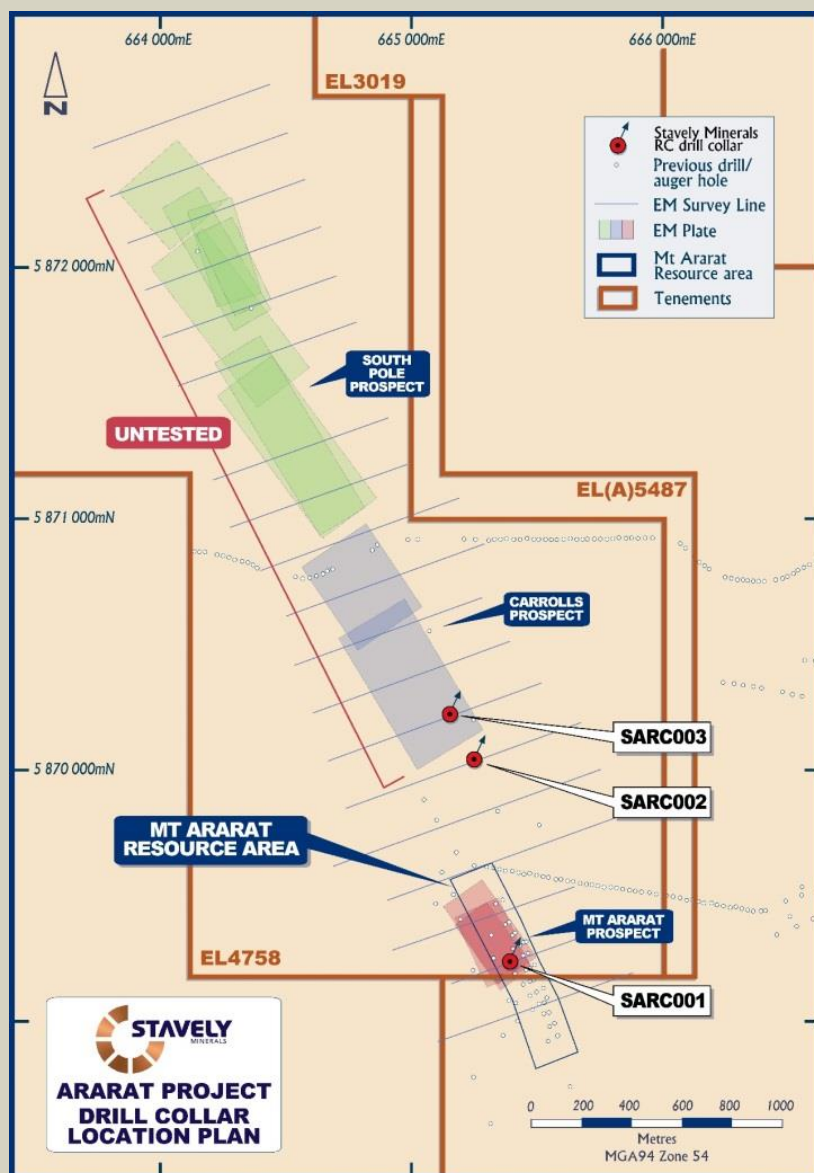 664 000mE
665 000mE
666 000mE
EL3019
N
Stavely Minerals
RC drill collar
Previous drill/
auger hole
EM Survey Line
EM Plate
Mt Ararat
Resource area
Tenements
5 872 000mN
SOUTH
POLE
PROSPECT
UNTESTED
EL(A)5487
5 871 000mN
CARROLLS
PROSPECT
SARC003
5 870 000mN
SARC002
MT ARARAT
RESOURCE AREA
MT ARARAT
PROSPECT
EL4758
SARC001
STAVELY
MINERALS
ARARAT PROJECT
DRILL COLLAR
LOCATION PLAN
0 200 400 600 800 1000
Metres
MGA94 Zone 54